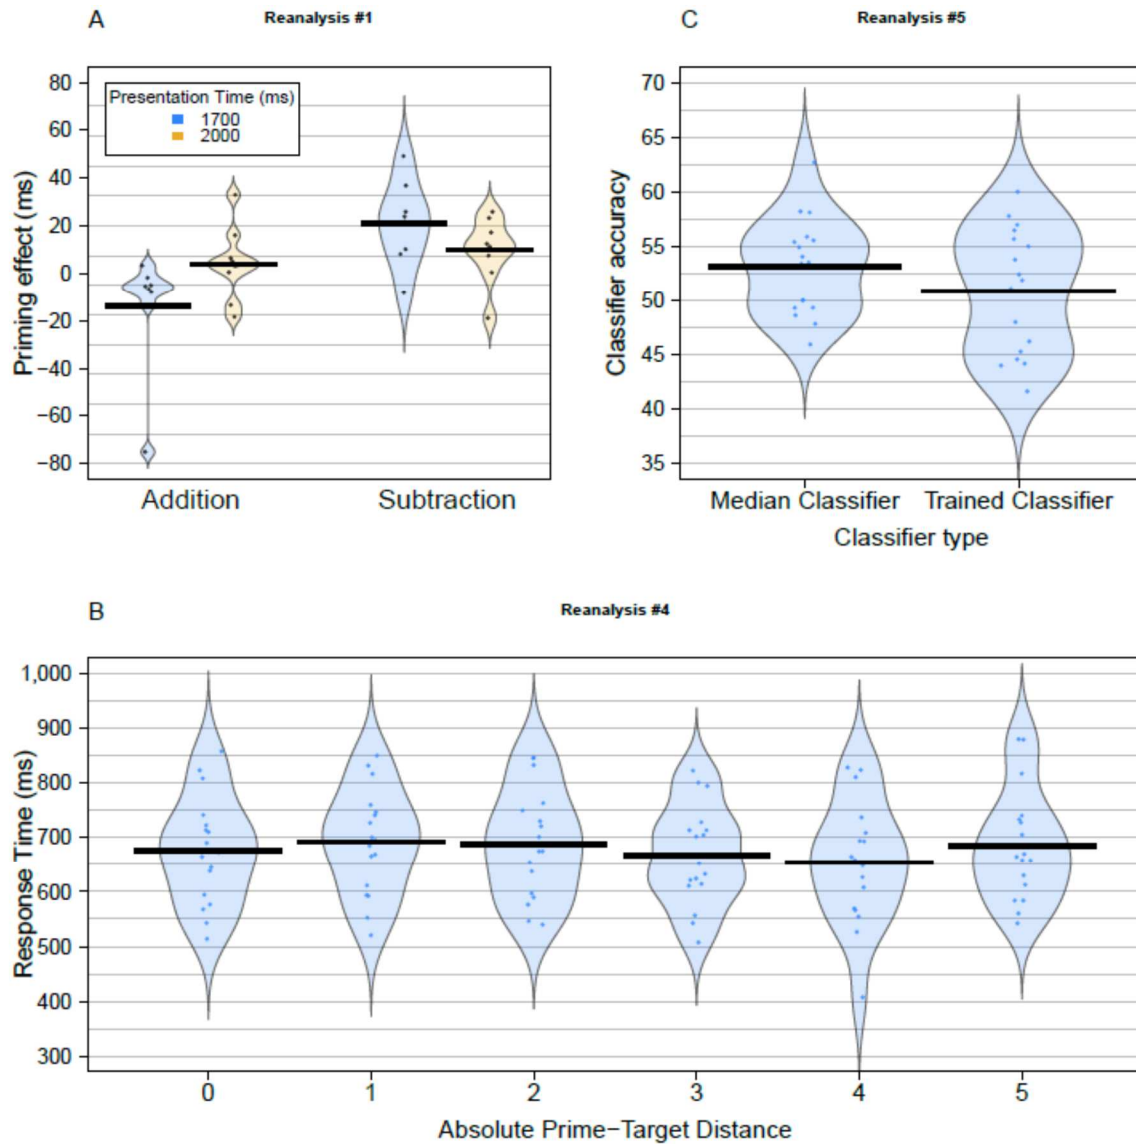 A
Reanalysis #1
Presentation Time (ms)
1700
2000
80
60
40
20
0
−20
−40
−60
−80
Priming effect (ms)
Addition
Subtraction
C
Reanalysis #5
70
65
60
55
50
45
40
35
Classifier accuracy
Median Classifier
Trained Classifier
Classifier type
B
Reanalysis #4
1,000
900
800
700
600
500
400
300
Response Time (ms)
0
1
2
3
4
5
Absolute Prime−Target Distance